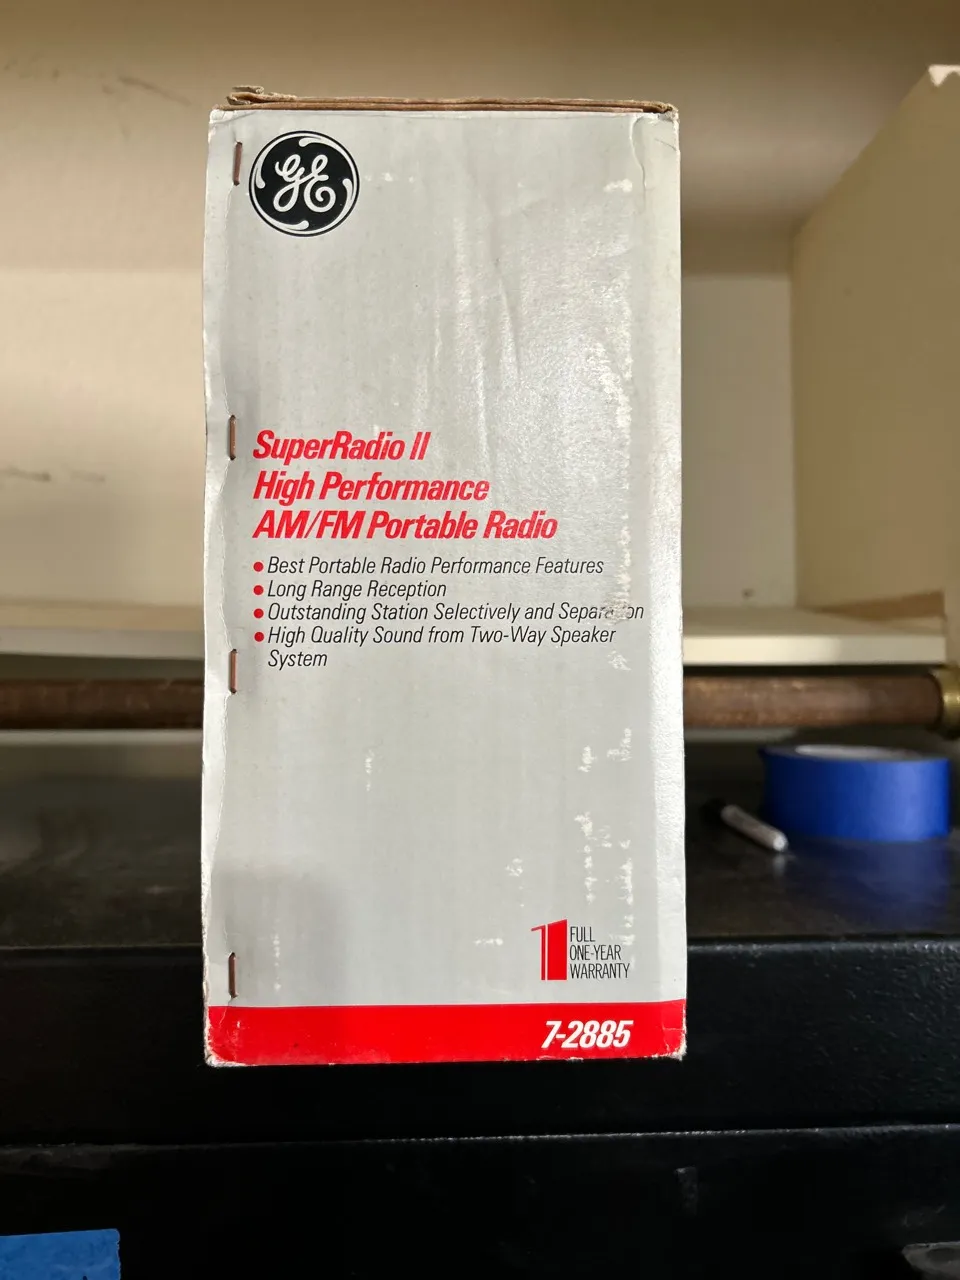 GE
SuperRadio II
High Performance
AM/FM Portable Radio
• Best Portable Radio Performance Features
• Long Range Reception
• Outstanding Station Selectively and Separation
• High Quality Sound from Two-Way Speaker
System
1 FULL
ONE-YEAR
WARRANTY
7-2885